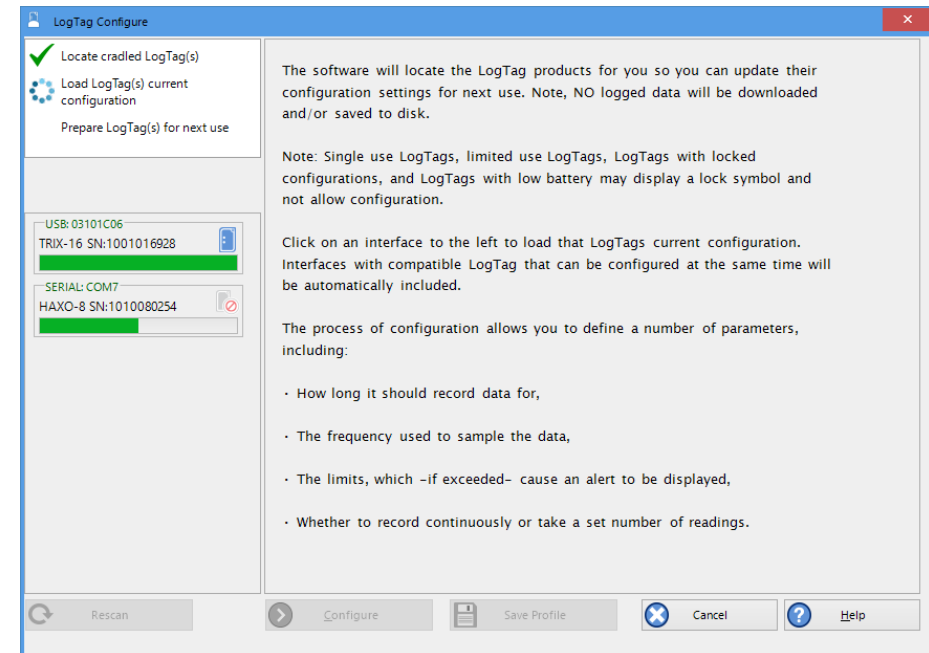 LogTag Configure
Locate cradled LogTag(s)
Load LogTag(s) current
configuration
Prepare LogTag(s) for next use
USB: 03101C06
TRIX-16 SN:1001016928
SERIAL: COM7
HAXO-8 SN:1010080254
The software will locate the LogTag products for you so you can update their
configuration settings for next use. Note, NO logged data will be downloaded
and/or saved to disk.
Note: Single use LogTags, limited use LogTags, LogTags with locked
configurations, and LogTags with low battery may display a lock symbol and
not allow configuration.
Click on an interface to the left to load that LogTags current configuration.
Interfaces with compatible LogTag that can be configured at the same time will
be automatically included.
The process of configuration allows you to define a number of parameters,
including:
· How long it should record data for,
· The frequency used to sample the data,
· The limits, which -if exceeded- cause an alert to be displayed,
· Whether to record continuously or take a set number of readings.
Rescan
Configure
Save Profile
Cancel
Help